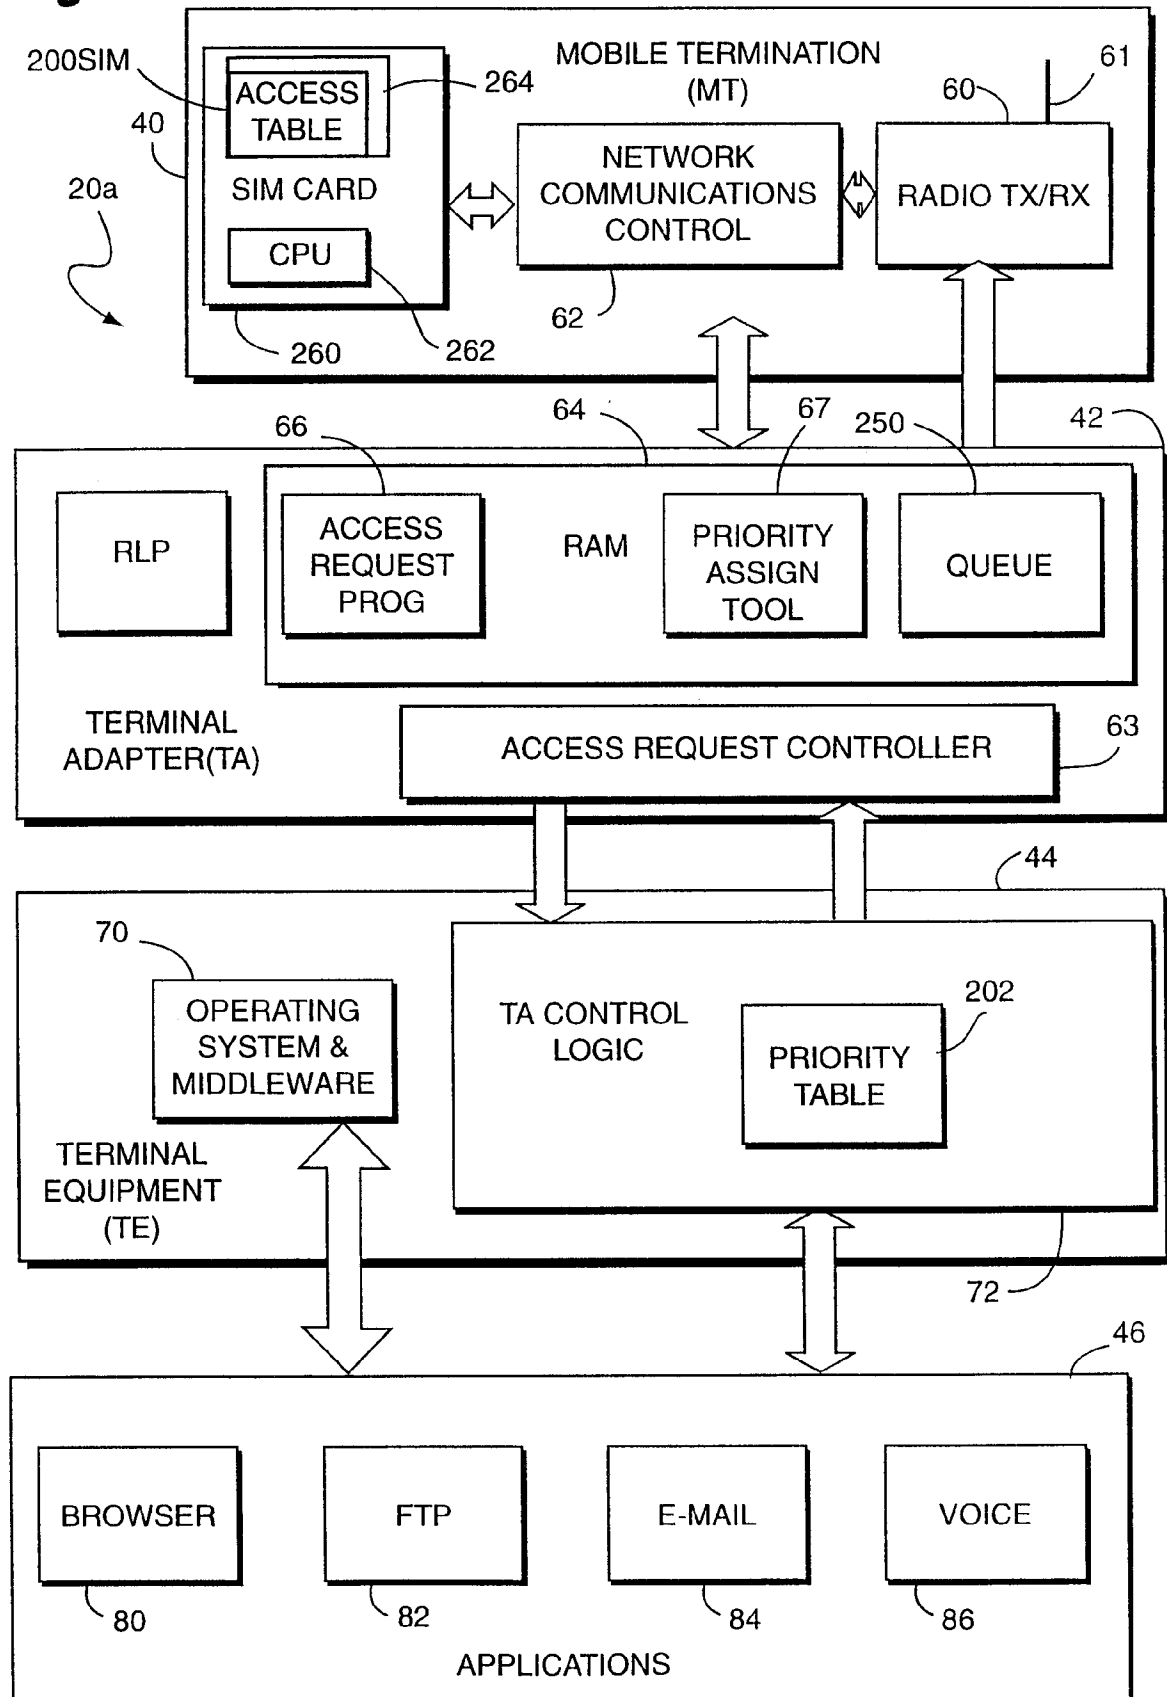 200SIM
ACCESS
TABLE
264
MOBILE TERMINATION
(MT)
61
60
40
NETWORK
COMMUNICATIONS
CONTROL
RADIO TX/RX
SIM CARD
20a
CPU
62
260
262
66
64
67
250
42
RLP
ACCESS
REQUEST
PROG
RAM
PRIORITY
ASSIGN
TOOL
QUEUE
TERMINAL
ADAPTER(TA)
ACCESS REQUEST CONTROLLER
63
44
70
OPERATING
SYSTEM &
MIDDLEWARE
TA CONTROL
LOGIC
202
PRIORITY
TABLE
TERMINAL
EQUIPMENT
(TE)
72
46
BROWSER
FTP
E-MAIL
VOICE
80
82
84
86
APPLICATIONS